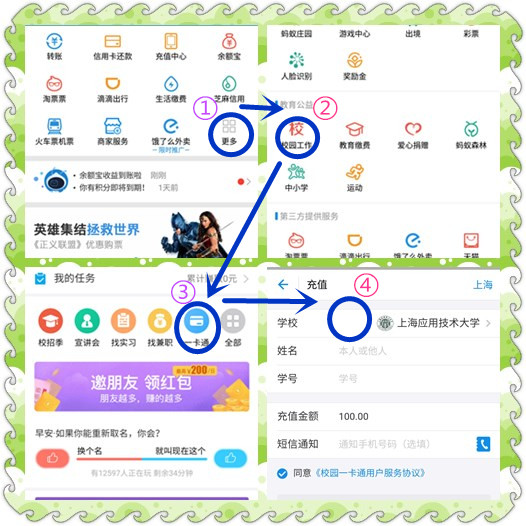 转账 信用卡还款 充值中心 余额宝
淘票票 滴滴出行 生活缴费 芝麻信用
①
火车票机票 商家服务 饿了么外卖 更多
限时推广
余额宝收益到账啦 刚刚
你有积分即将到期! 1天前
英雄集结拯救世界
《正义联盟》优惠购票
蚂蚁庄园 游戏中心 出境 彩票
人脸识别 奖励金
教育公益
②
校
校园工作 教育缴费 爱心捐赠 蚂蚁森林
中小学 运动
第三方提供服务
淘票票 滴滴出行 饿了么外卖 天猫
我的任务 0元
③
校招季 宣讲会 找实习 找兼职 一卡通 全部
邀朋友 领红包
最高¥200/日
朋友越多，赚的越多
早安·如果你能重新取名，你会?
换个名 就叫现在这个
有12597人正在玩 剩余34分钟
充值 上海
④
学校 上海应用技术大学
姓名 本人或他人
学号 学号
充值金额 100.00
短信通知 通知手机号码（选填）
同意《校园一卡通用户服务协议》